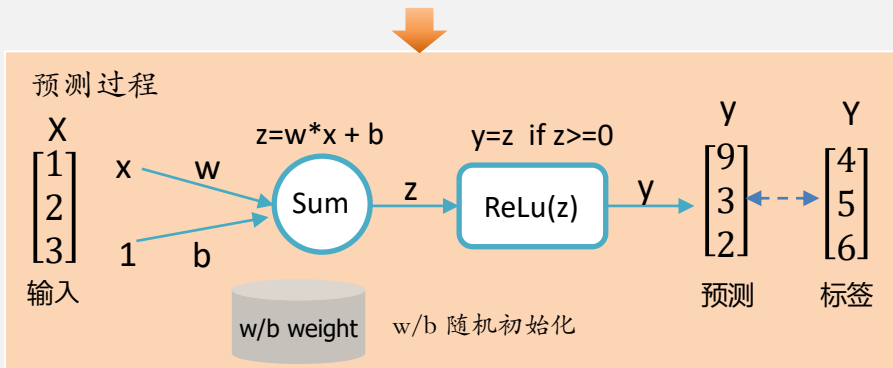 预测过程
X
[1
2
3]
输入
x
w
1
b
z=w*x + b
Sum
z
y=z if z>=0
ReLu(z)
y
y
[9
3
2]
预测
Y
[4
5
6]
标签
w/b weight
w/b 随机初始化